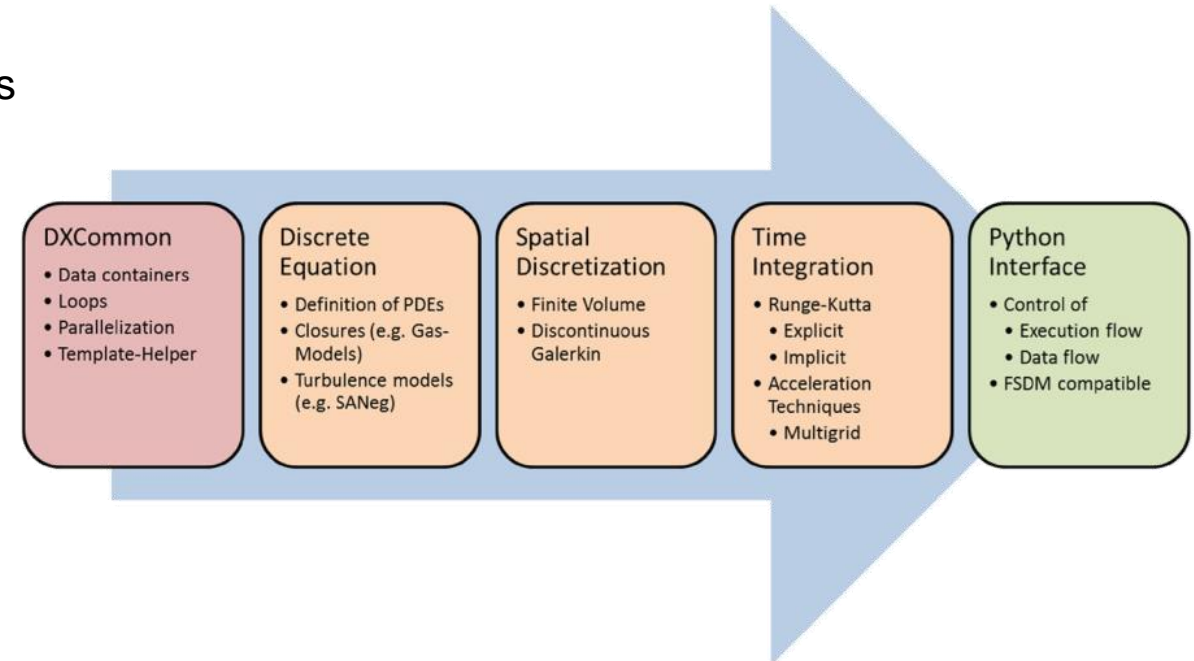 s
DXCommon
• Data containers
• Loops
• Parallelization
• Template-Helper
Discrete
Equation
• Definition of PDEs
• Closures (e.g. Gas-
Models)
• Turbulence models
(e.g. SANeg)
Spatial
Discretization
• Finite Volume
• Discontinuous
Galerkin
Time
Integration
• Runge-Kutta
• Explicit
• Implicit
• Acceleration
Techniques
• Multigrid
Python
Interface
• Control of
• Execution flow
• Data flow
• FSDM compatible